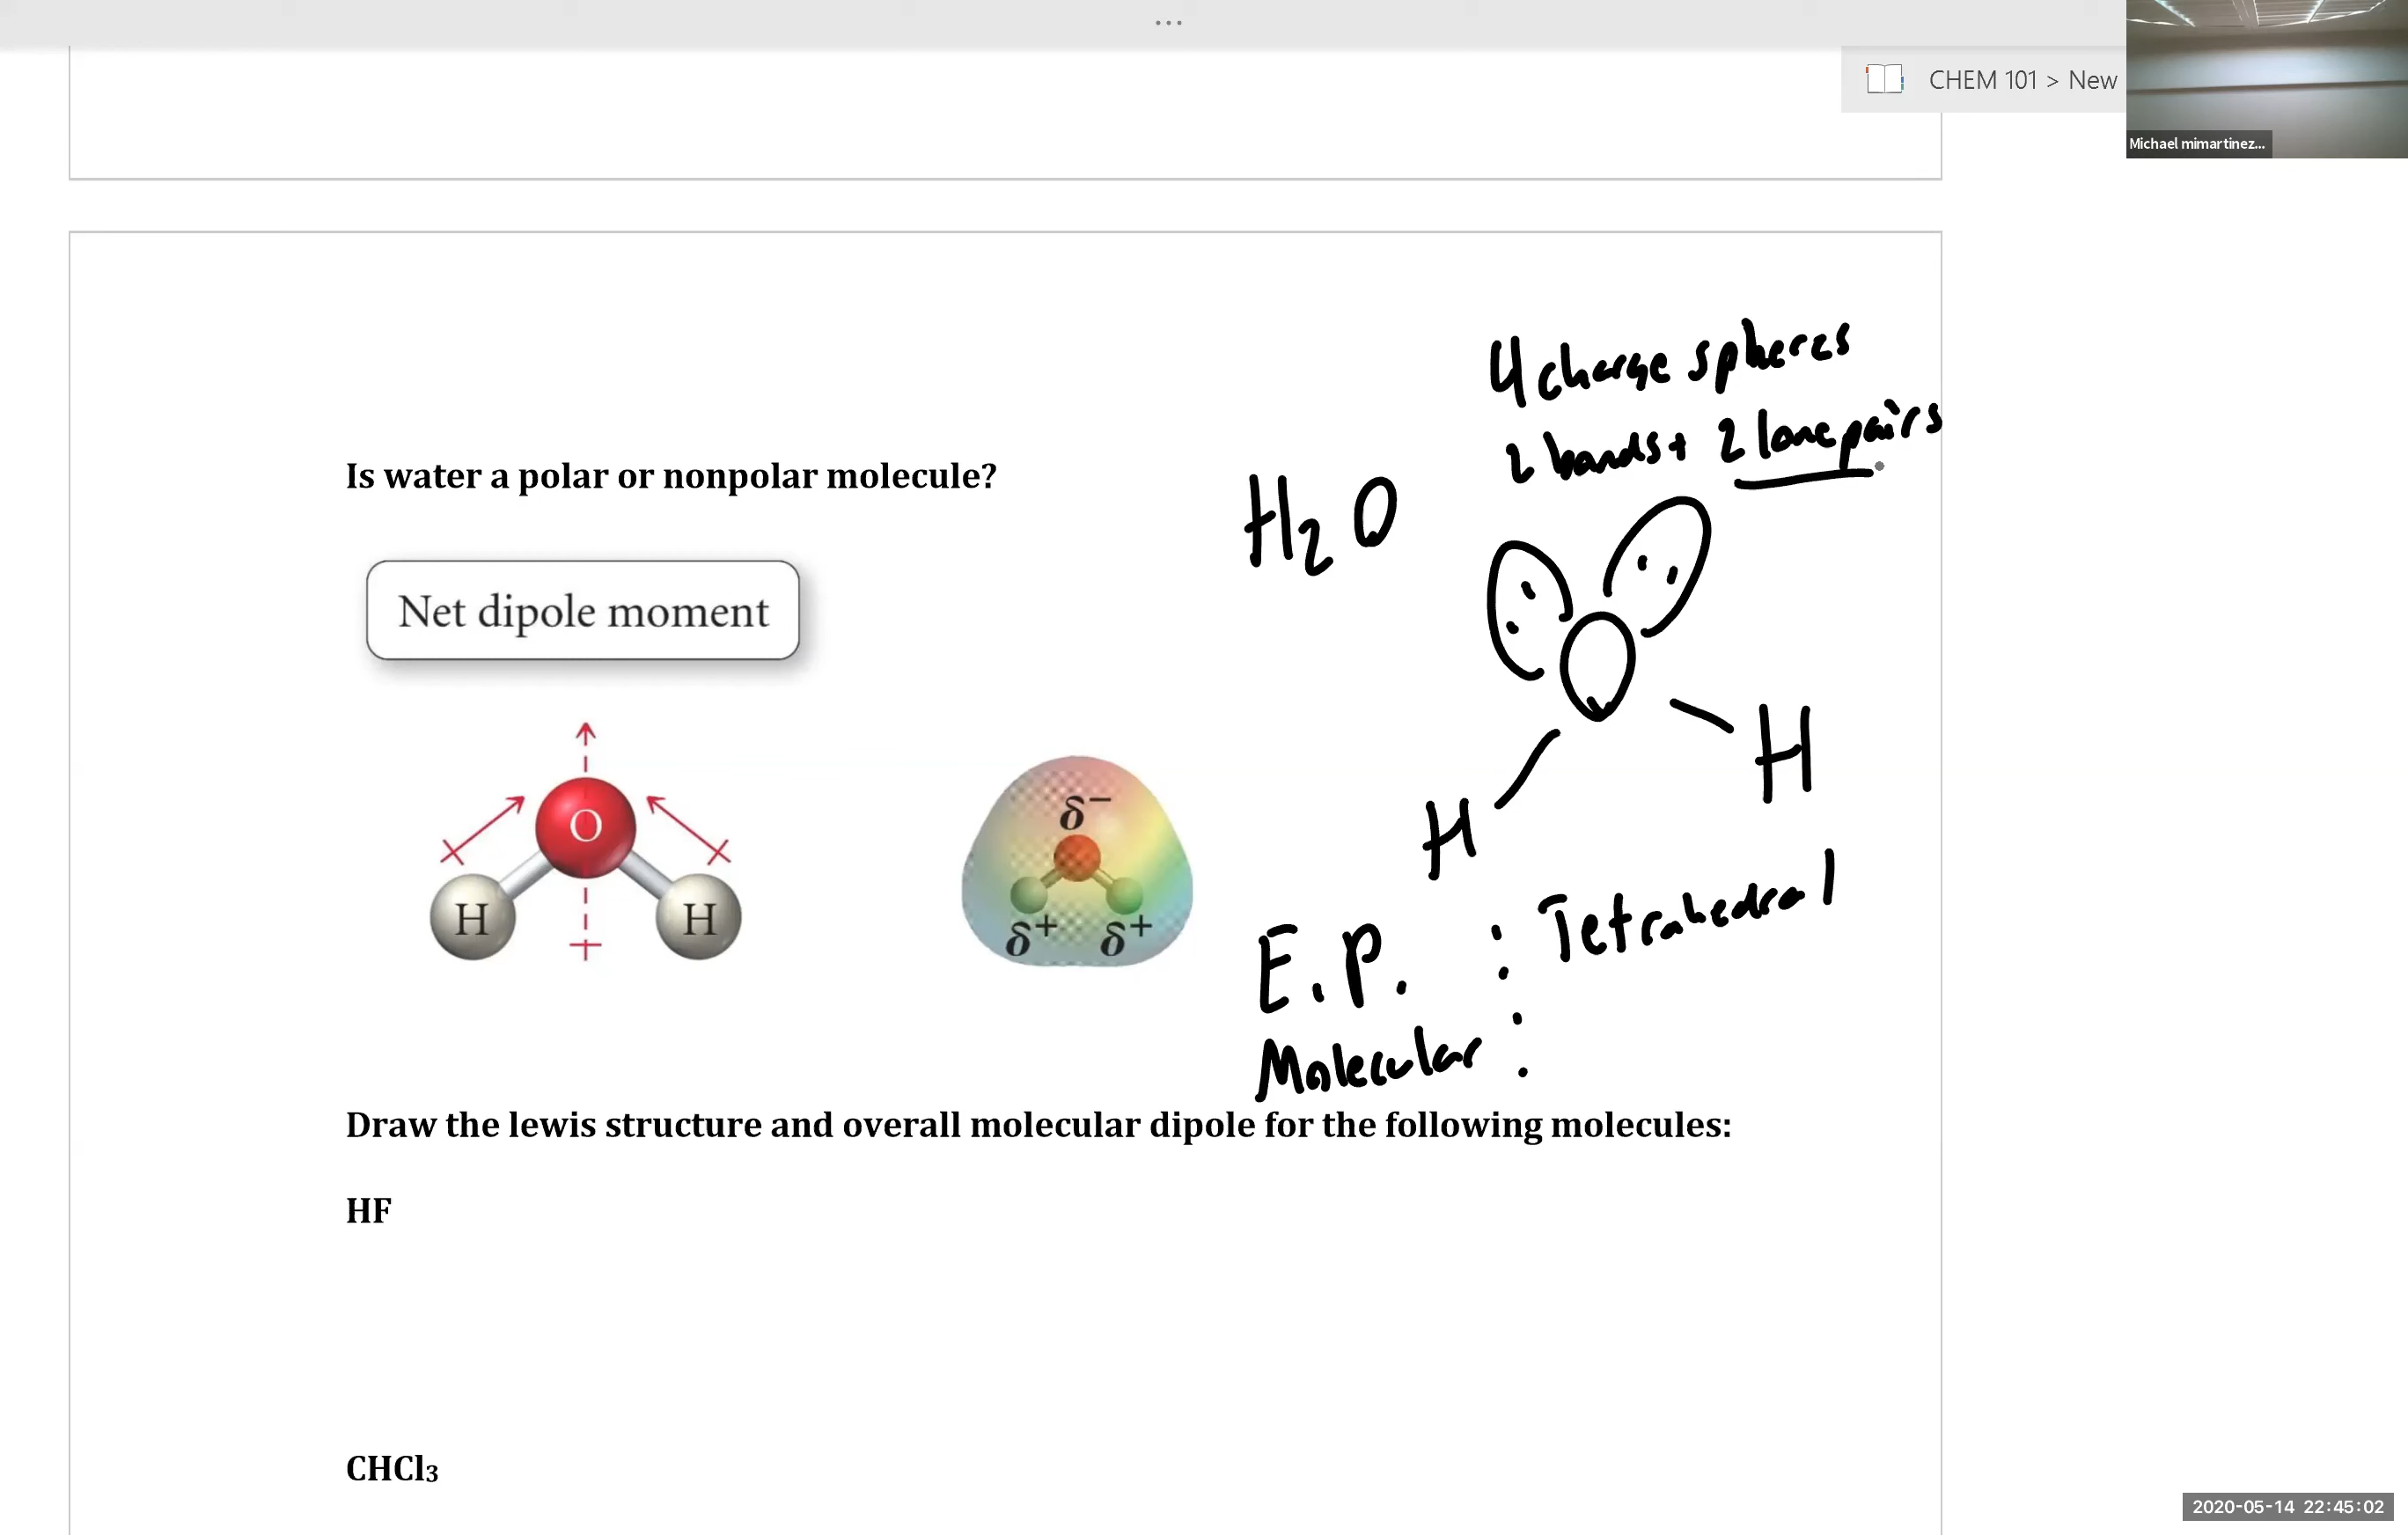 ...
CHEM 101 > New
Michael mimartinez...
4 charge spheres
2 bonds + 2 lone pairs
Is water a polar or nonpolar molecule?
H₂O
Net dipole moment
O
H
H
δ⁻
δ⁺
δ⁺
O
H
H
E.P. : Tetrahedral
Molecular :
Draw the lewis structure and overall molecular dipole for the following molecules:
HF
CHCl₃
2020-05-14 22:45:02